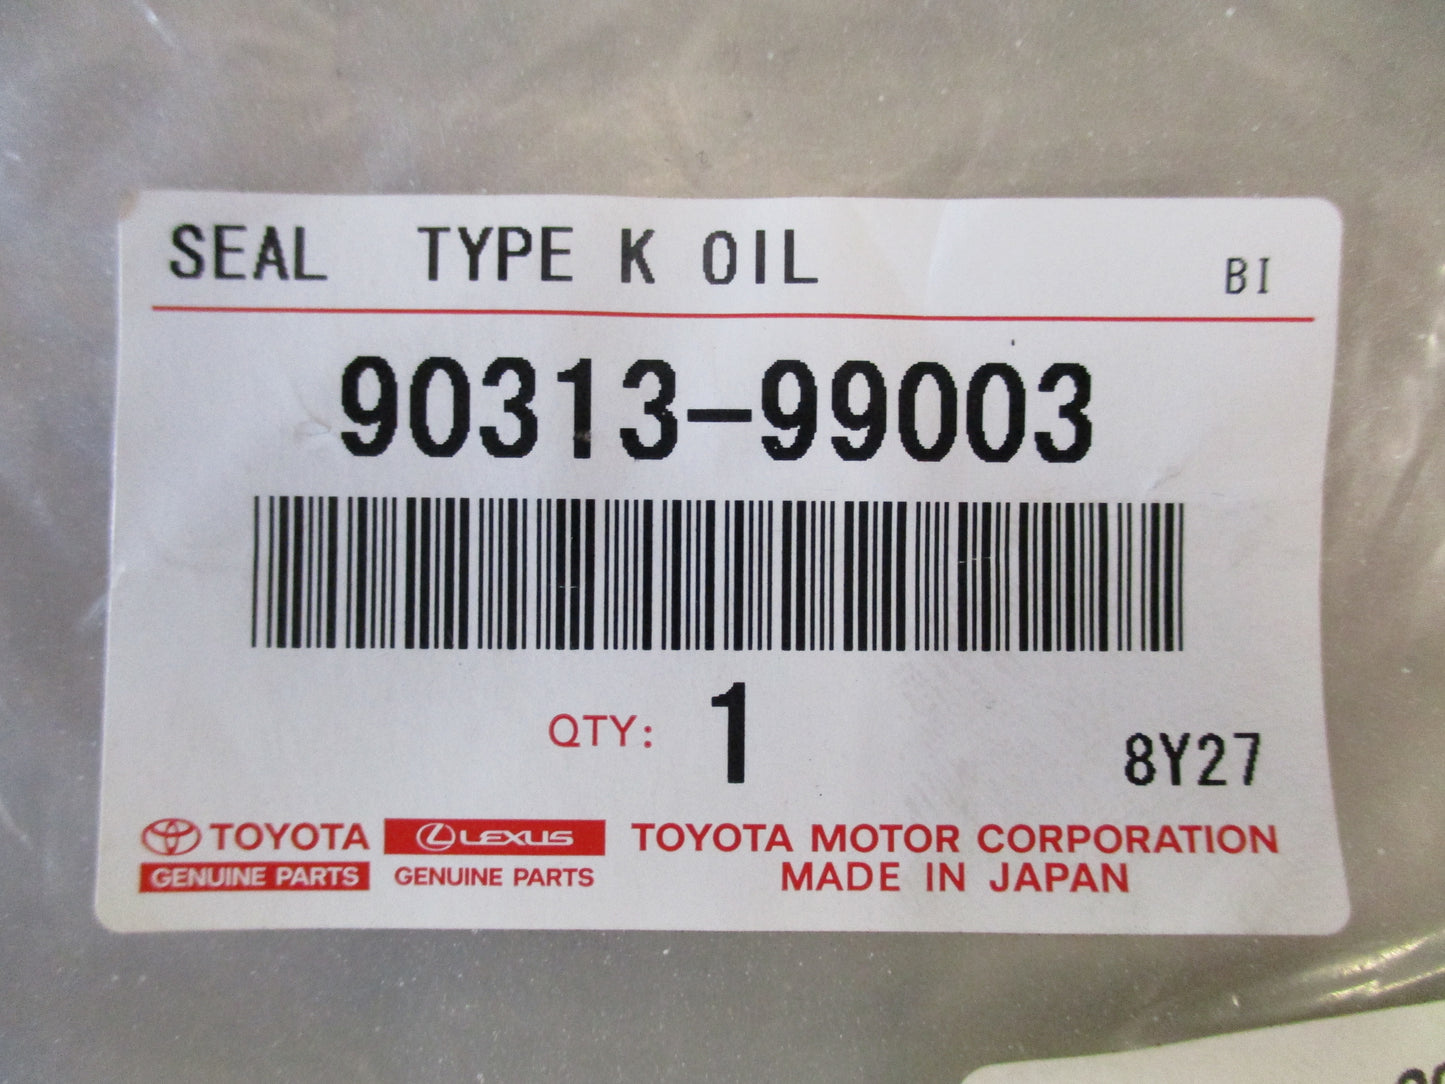 SEAL TYPE K OIL
BI
90313-99003
QTY: 1
8Y27
TOYOTA
GENUINE PARTS
LEXUS
GENUINE PARTS
TOYOTA MOTOR CORPORATION
MADE IN JAPAN